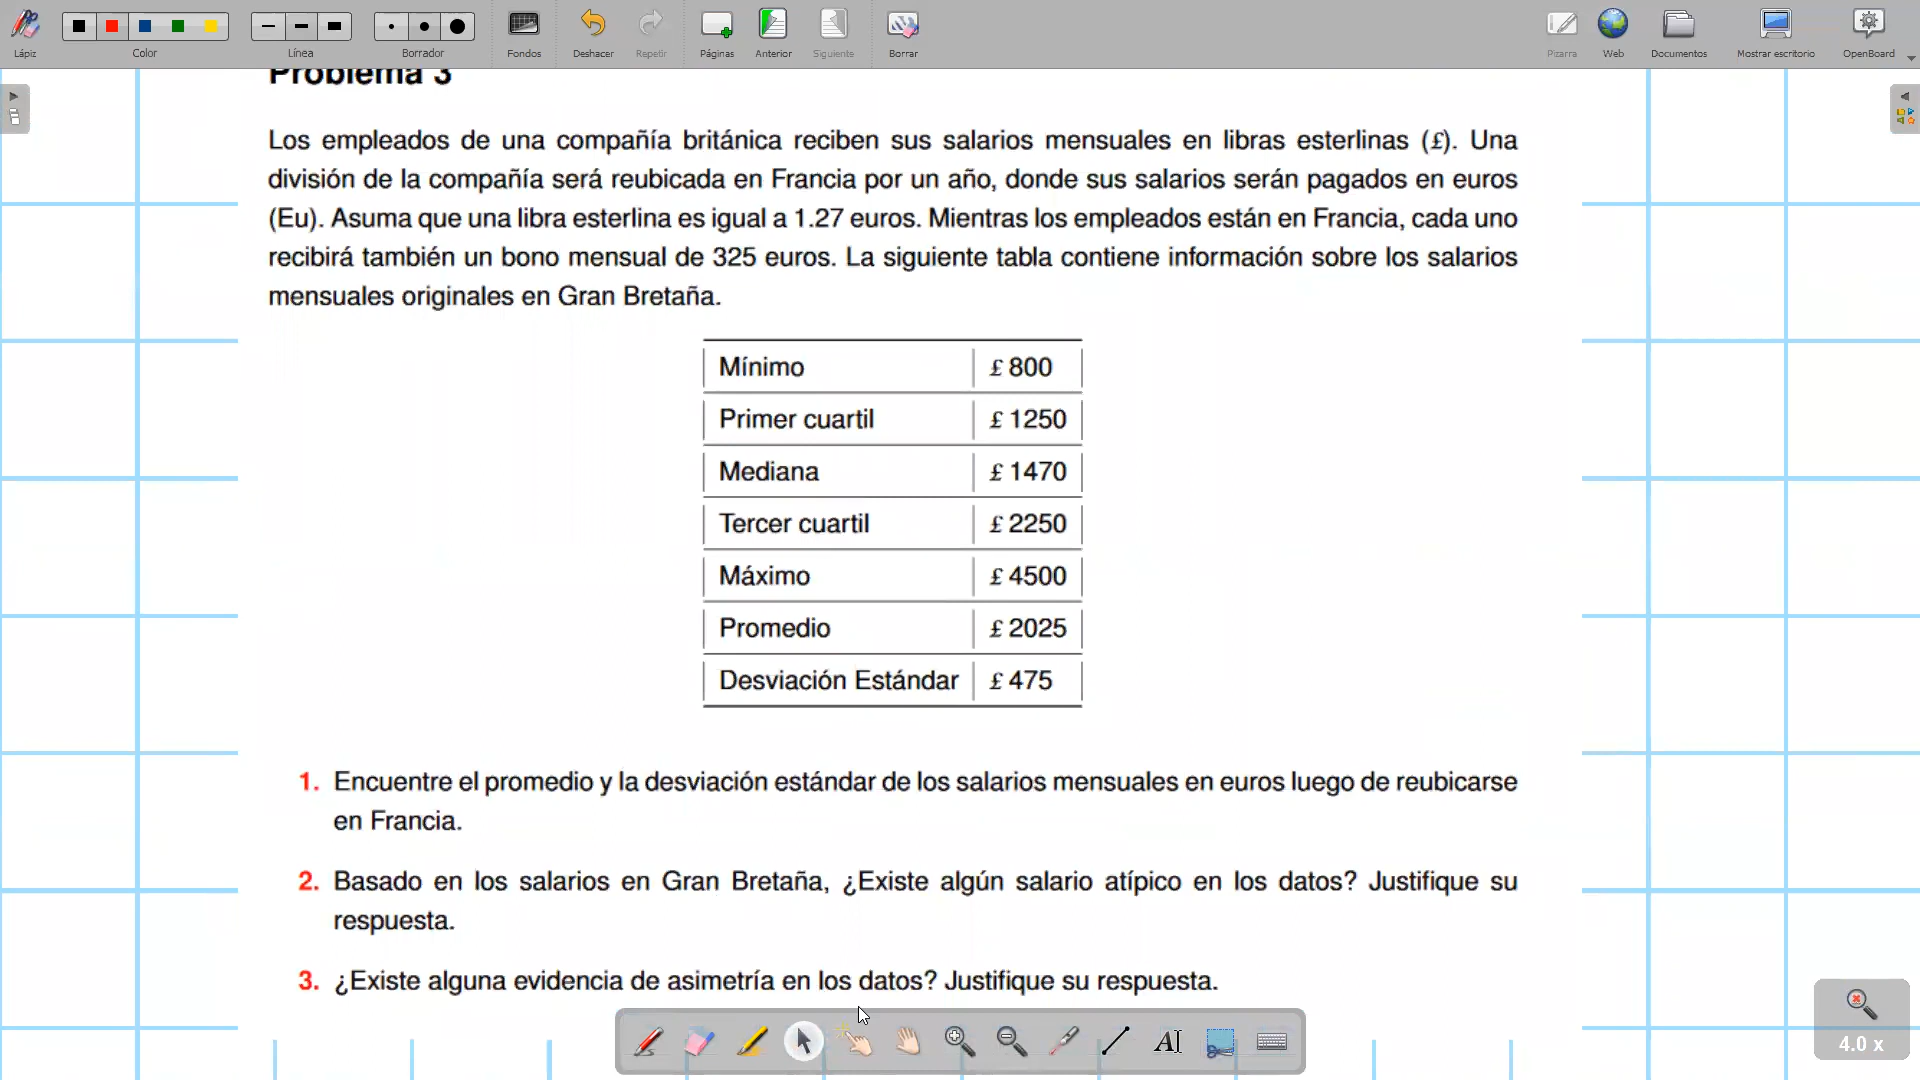 Lápiz
Color
Línea
Borrador
Fondos
Deshacer
Repetir
Páginas
Anterior
Siguiente
Borrar
Pizarra
Web
Documentos
Mostrar escritorio
OpenBoard
Problema 3
Los empleados de una compañía británica reciben sus salarios mensuales en libras esterlinas (£). Una
división de la compañía será reubicada en Francia por un año, donde sus salarios serán pagados en euros
(Eu). Asuma que una libra esterlina es igual a 1.27 euros. Mientras los empleados están en Francia, cada uno
recibirá también un bono mensual de 325 euros. La siguiente tabla contiene información sobre los salarios
mensuales originales en Gran Bretaña.
Mínimo £ 800
Primer cuartil £ 1250
Mediana £ 1470
Tercer cuartil £ 2250
Máximo £ 4500
Promedio £ 2025
Desviación Estándar £ 475
1. Encuentre el promedio y la desviación estándar de los salarios mensuales en euros luego de reubicarse
en Francia.
2. Basado en los salarios en Gran Bretaña, ¿Existe algún salario atípico en los datos? Justifique su
respuesta.
3. ¿Existe alguna evidencia de asimetría en los datos? Justifique su respuesta.
4.0 x